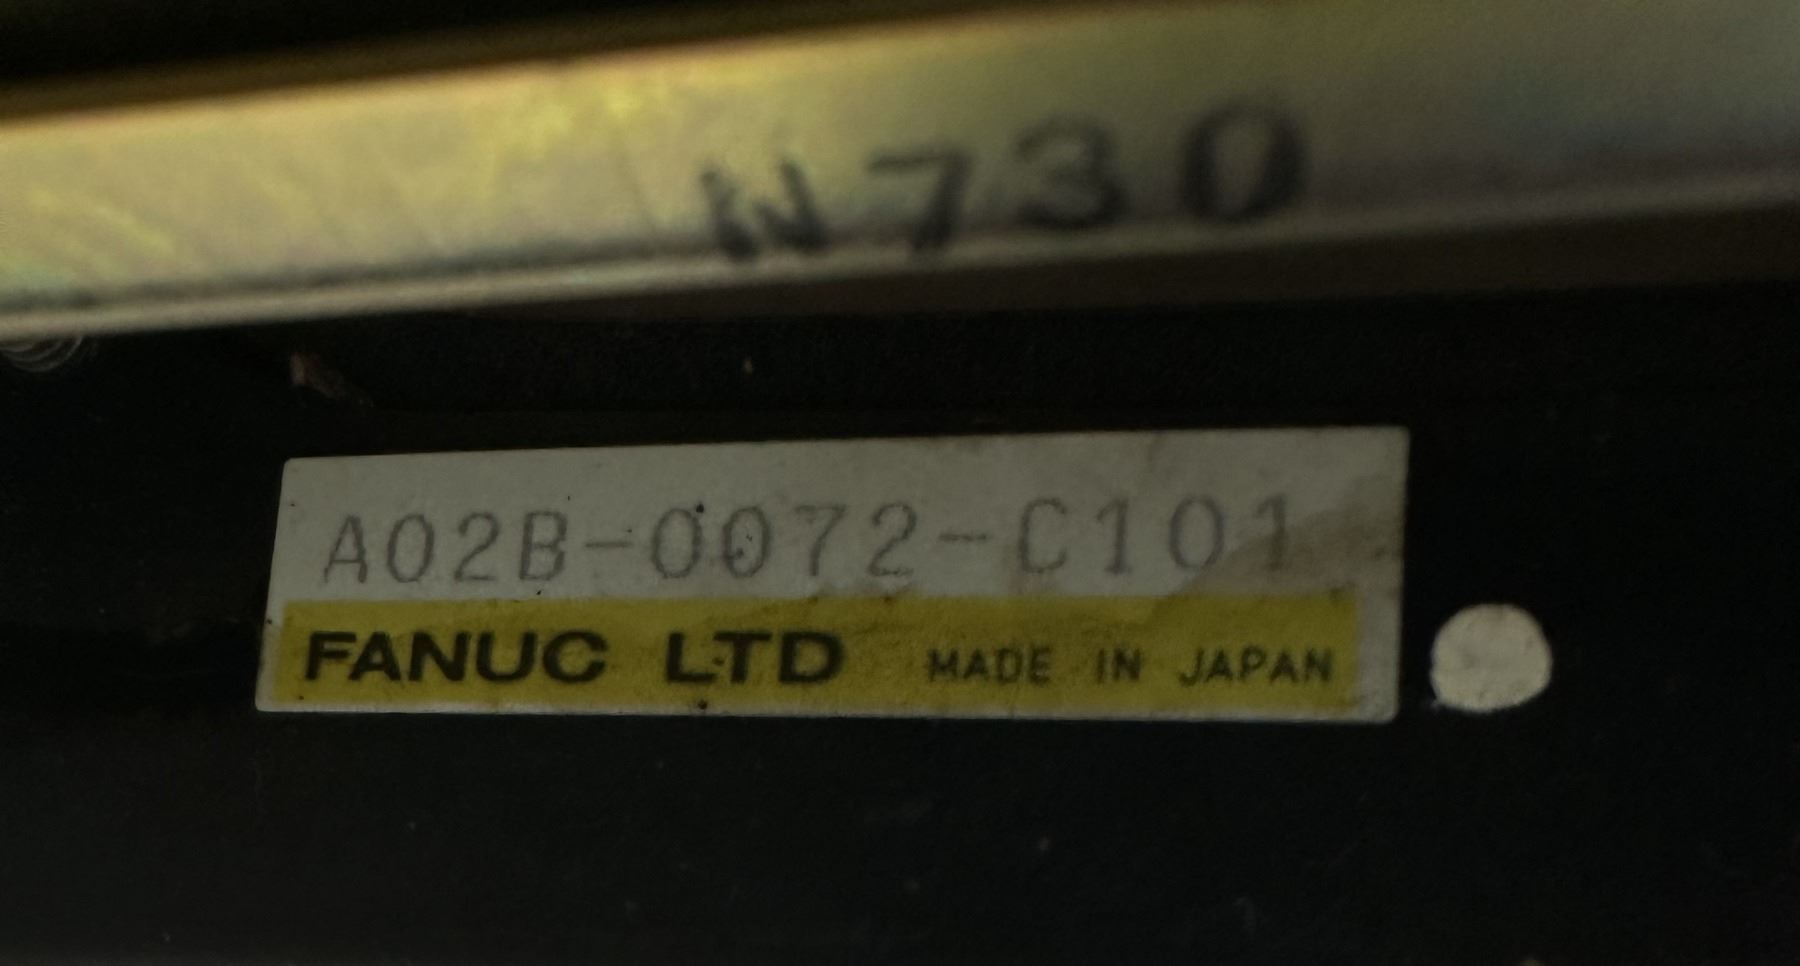 N730
A02B-0072-C101
FANUC LTD MADE IN JAPAN